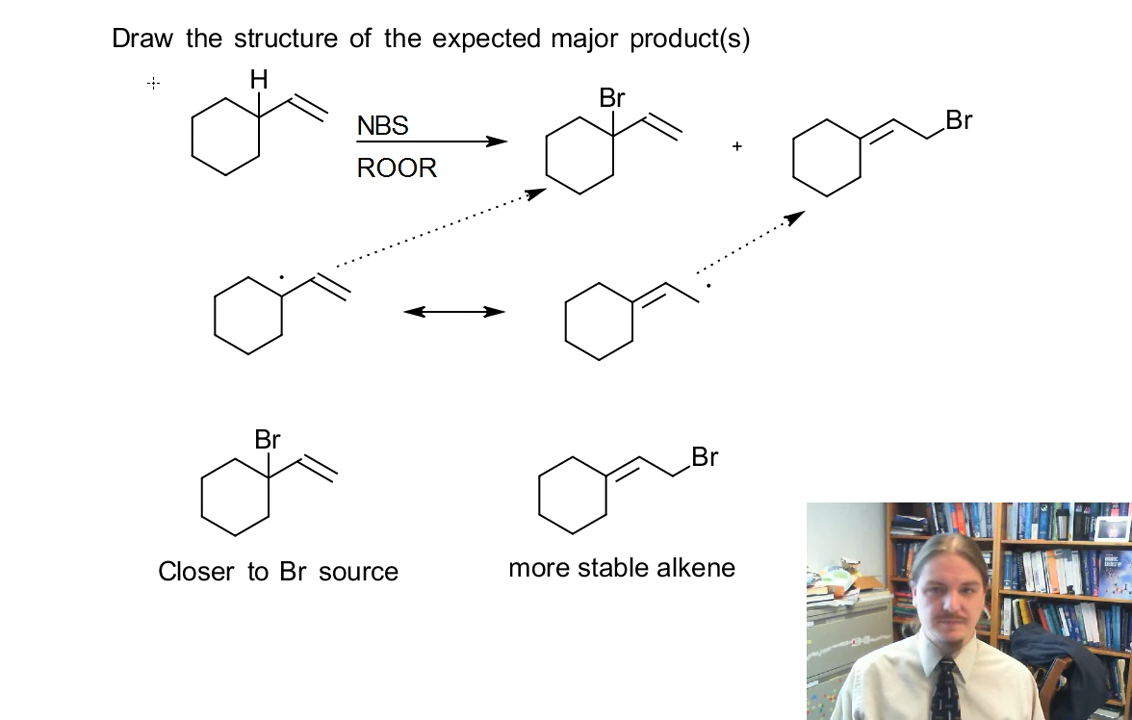 Draw the structure of the expected major product(s)
H
NBS
ROOR
Br
+
Br
Br
Br
Closer to Br source
more stable alkene